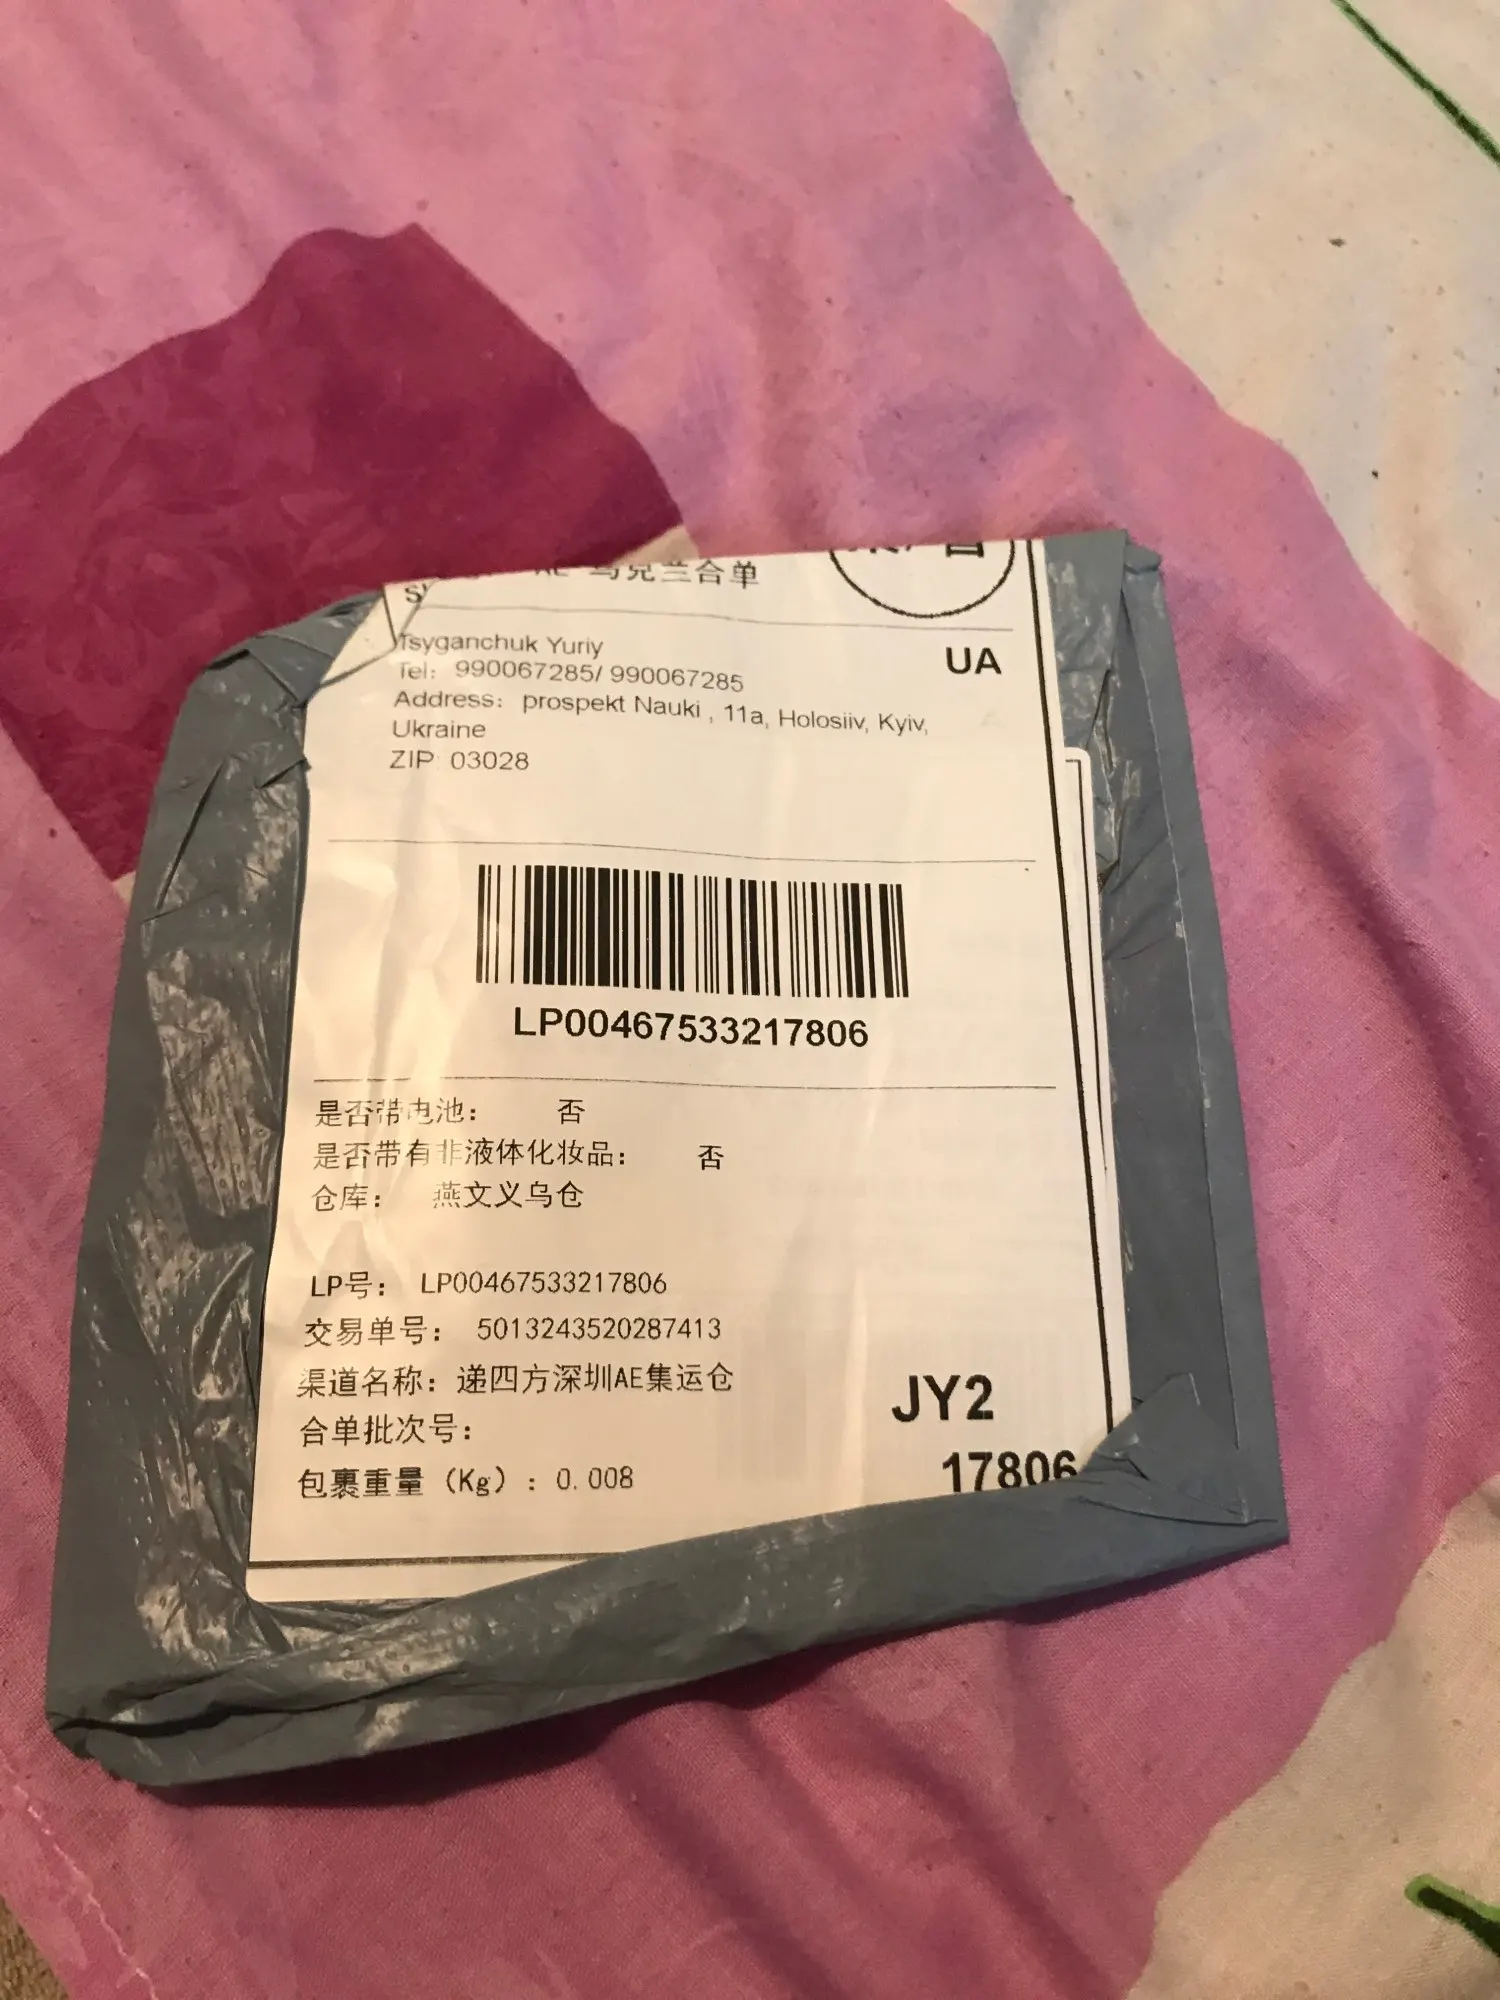 乌克兰合单
Tsyganchuk Yuriy
UA
Tel: 990067285/ 990067285
Address: prospekt Nauki , 11a, Holosiiv, Kyiv,
Ukraine
ZIP: 03028
LP00467533217806
是否带电池： 否
是否带有非液体化妆品： 否
仓库： 燕文义乌仓
LP号： LP00467533217806
交易单号： 5013243520287413
渠道名称：递四方深圳AE集运仓
合单批次号：
包裹重量（Kg）：0.008
JY2
17806